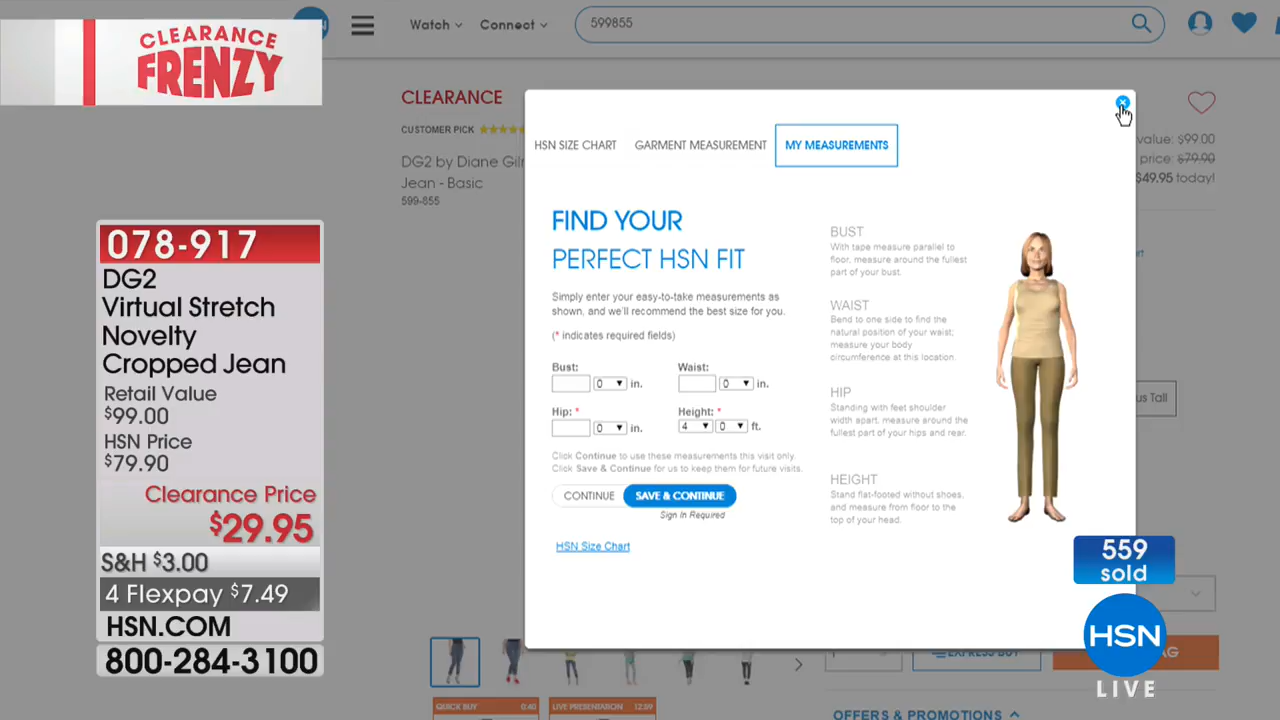 CLEARANCE
FRENZY
Watch
Connect
599855
CLEARANCE
CUSTOMER PICK
DG2 by Diane
Jean - Basic
599-855
value: $99.00
price: $79.90
$49.95 today!
078-917
DG2
Virtual Stretch
Novelty
Cropped Jean
Retail Value
$99.00
HSN Price
$79.90
Clearance Price
$29.95
S&H $3.00
4 Flexpay $7.49
HSN.COM
800-284-3100
HSN SIZE CHART
GARMENT MEASUREMENT
MY MEASUREMENTS
FIND YOUR
PERFECT HSN FIT
Simply enter your easy-to-take measurements as
shown, and we'll recommend the best size for you.
(* indicates required fields)
Bust:
0 in.
Waist:
0 in.
Hip: *
0 in.
Height: *
4 0 ft.
Click Continue to use these measurements this visit only.
Click Save & Continue for us to keep them for future visits.
CONTINUE
SAVE & CONTINUE
Sign In Required
HSN Size Chart
BUST
With tape measure parallel to
floor, measure around the fullest
part of your bust.
WAIST
Bend to one side to find the
natural position of your waist;
measure your body
circumference at this location.
HIP
Standing with feet shoulder
width apart, measure around the
fullest part of your hips and rear.
HEIGHT
Stand flat-footed without shoes,
and measure from floor to the
top of your head.
Tall
559
sold
HSN
LIVE
QUICK BUY 0:40
LIVE PRESENTATION 12:39
OFFERS & PROMOTIONS